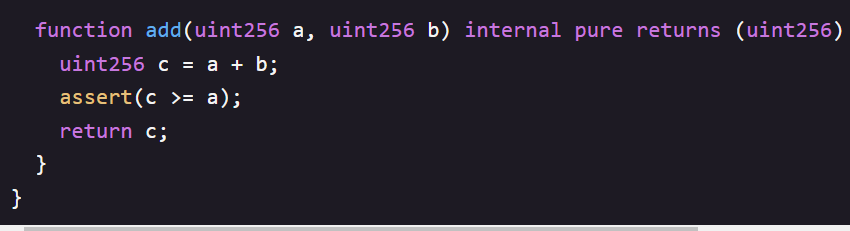 function add(uint256 a, uint256 b) internal pure returns (uint256)
uint256 c = a + b;
assert(c >= a);
return c;
}
}